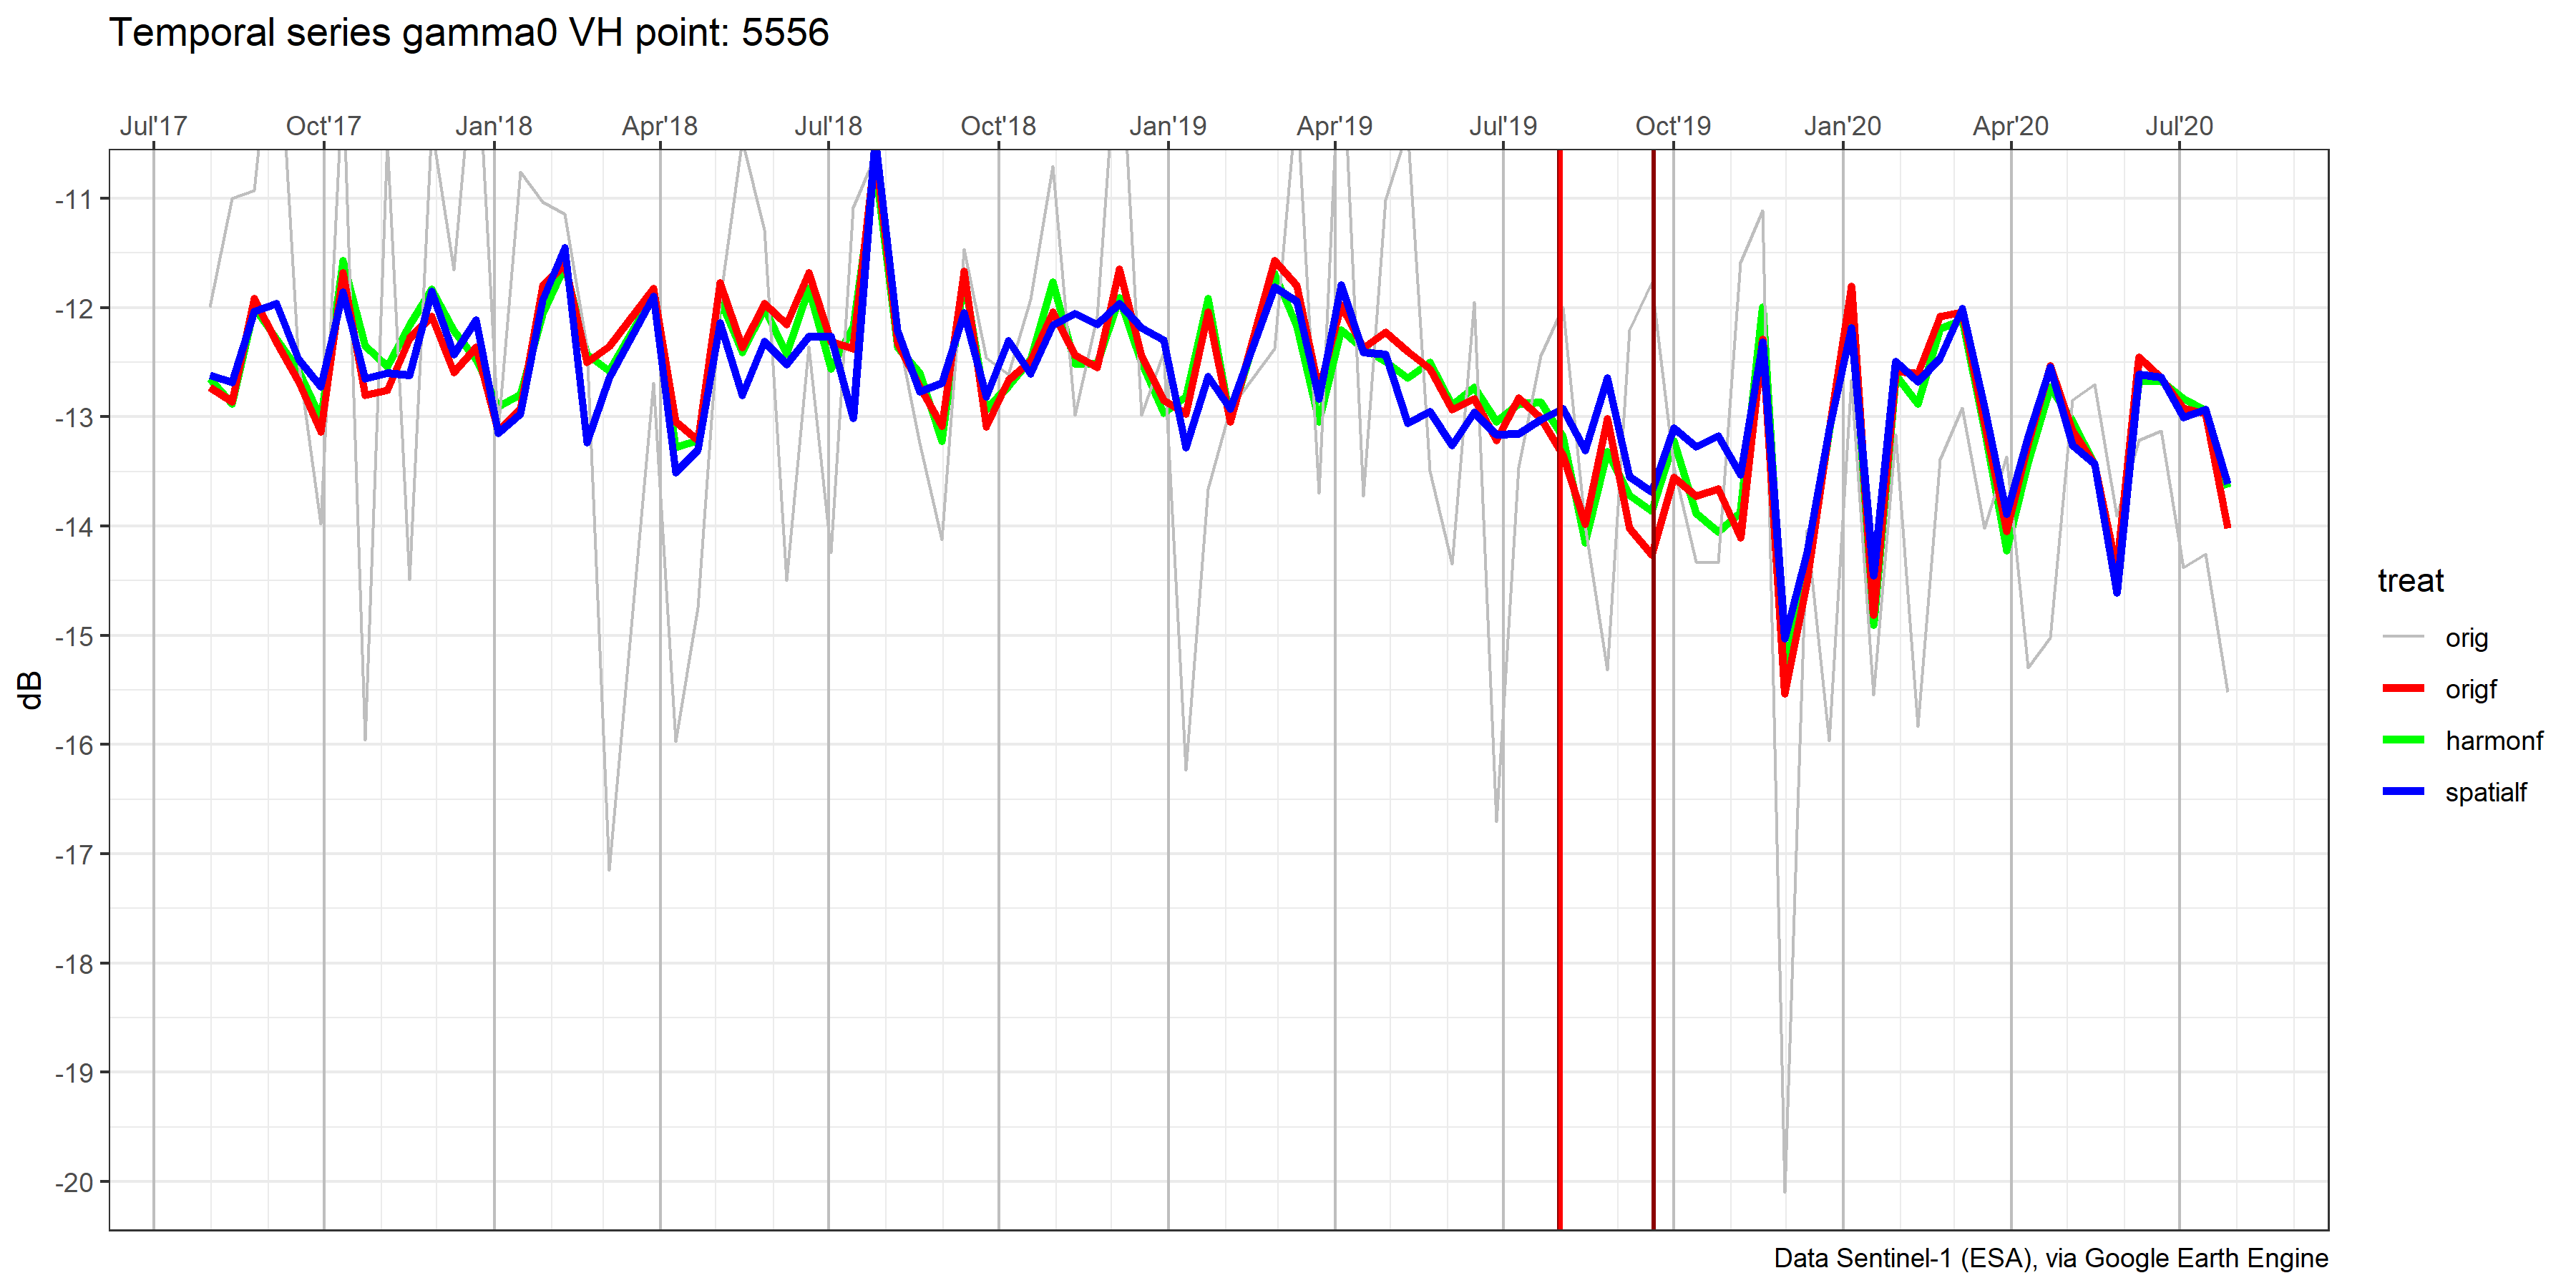 Temporal series gamma0 VH point: 5556
Jul'17 Oct'17 Jan'18 Apr'18 Jul'18 Oct'18 Jan'19 Apr'19 Jul'19 Oct'19 Jan'20 Apr'20 Jul'20
-11
-12
-13
-14
-15
-16
-17
-18
-19
-20
dB
treat
orig
origf
harmonf
spatialf
Data Sentinel-1 (ESA), via Google Earth Engine